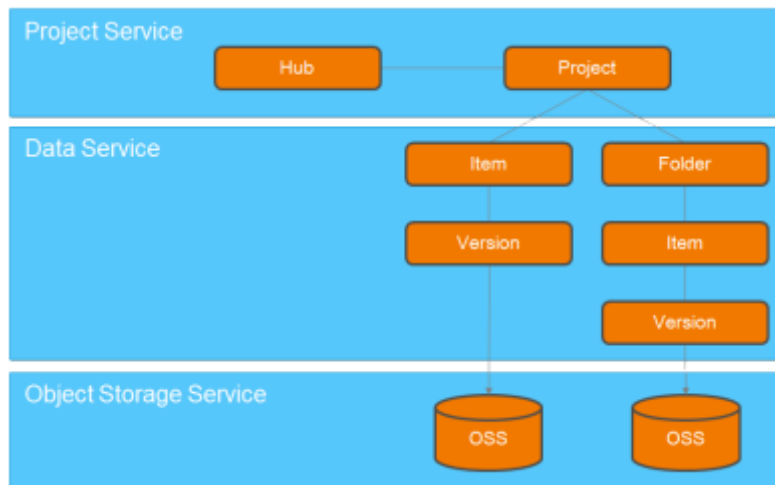 Project Service
Hub
Project
Data Service
Item
Folder
Version
Item
Version
Object Storage Service
OSS
OSS